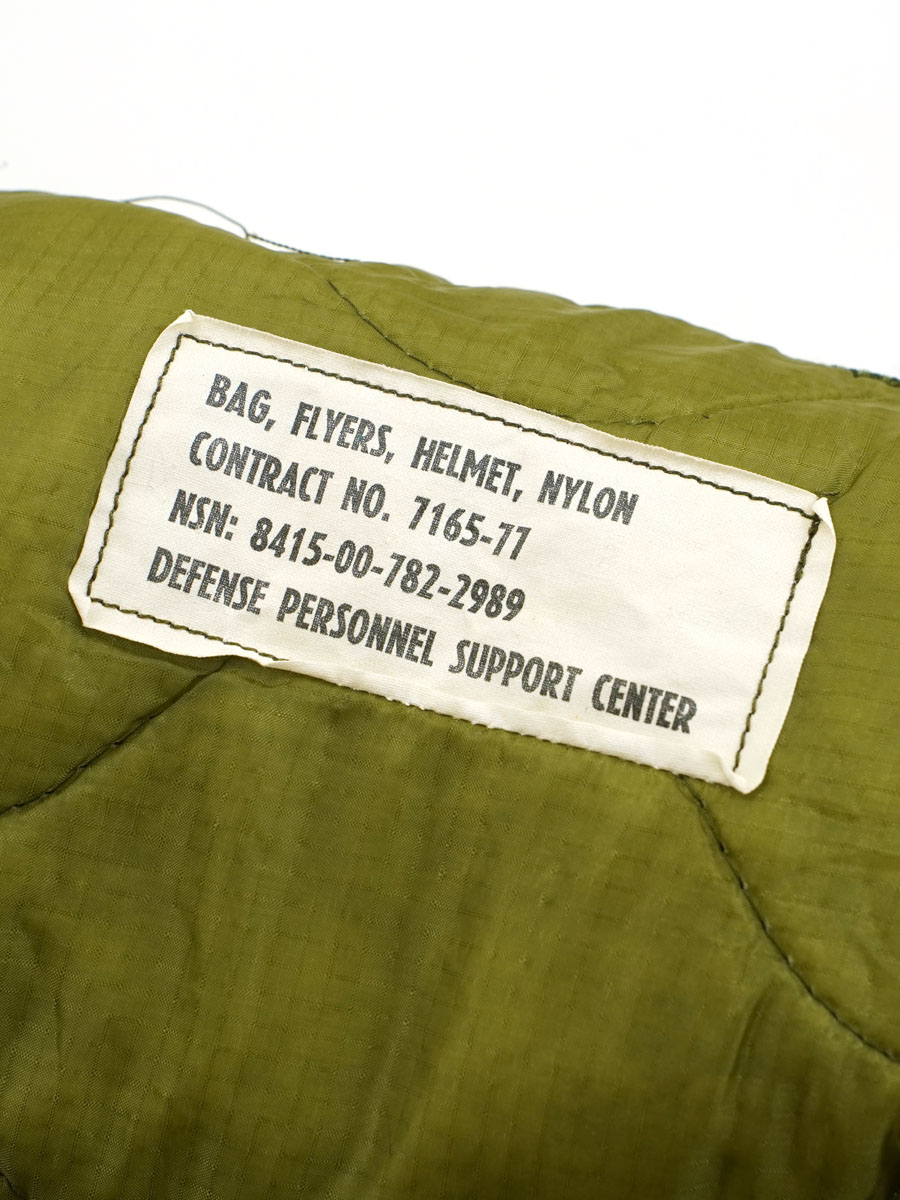 BAG, FLYERS, HELMET, NYLON
CONTRACT NO. 7165-77
NSN: 8415-00-782-2989
DEFENSE PERSONNEL SUPPORT CENTER